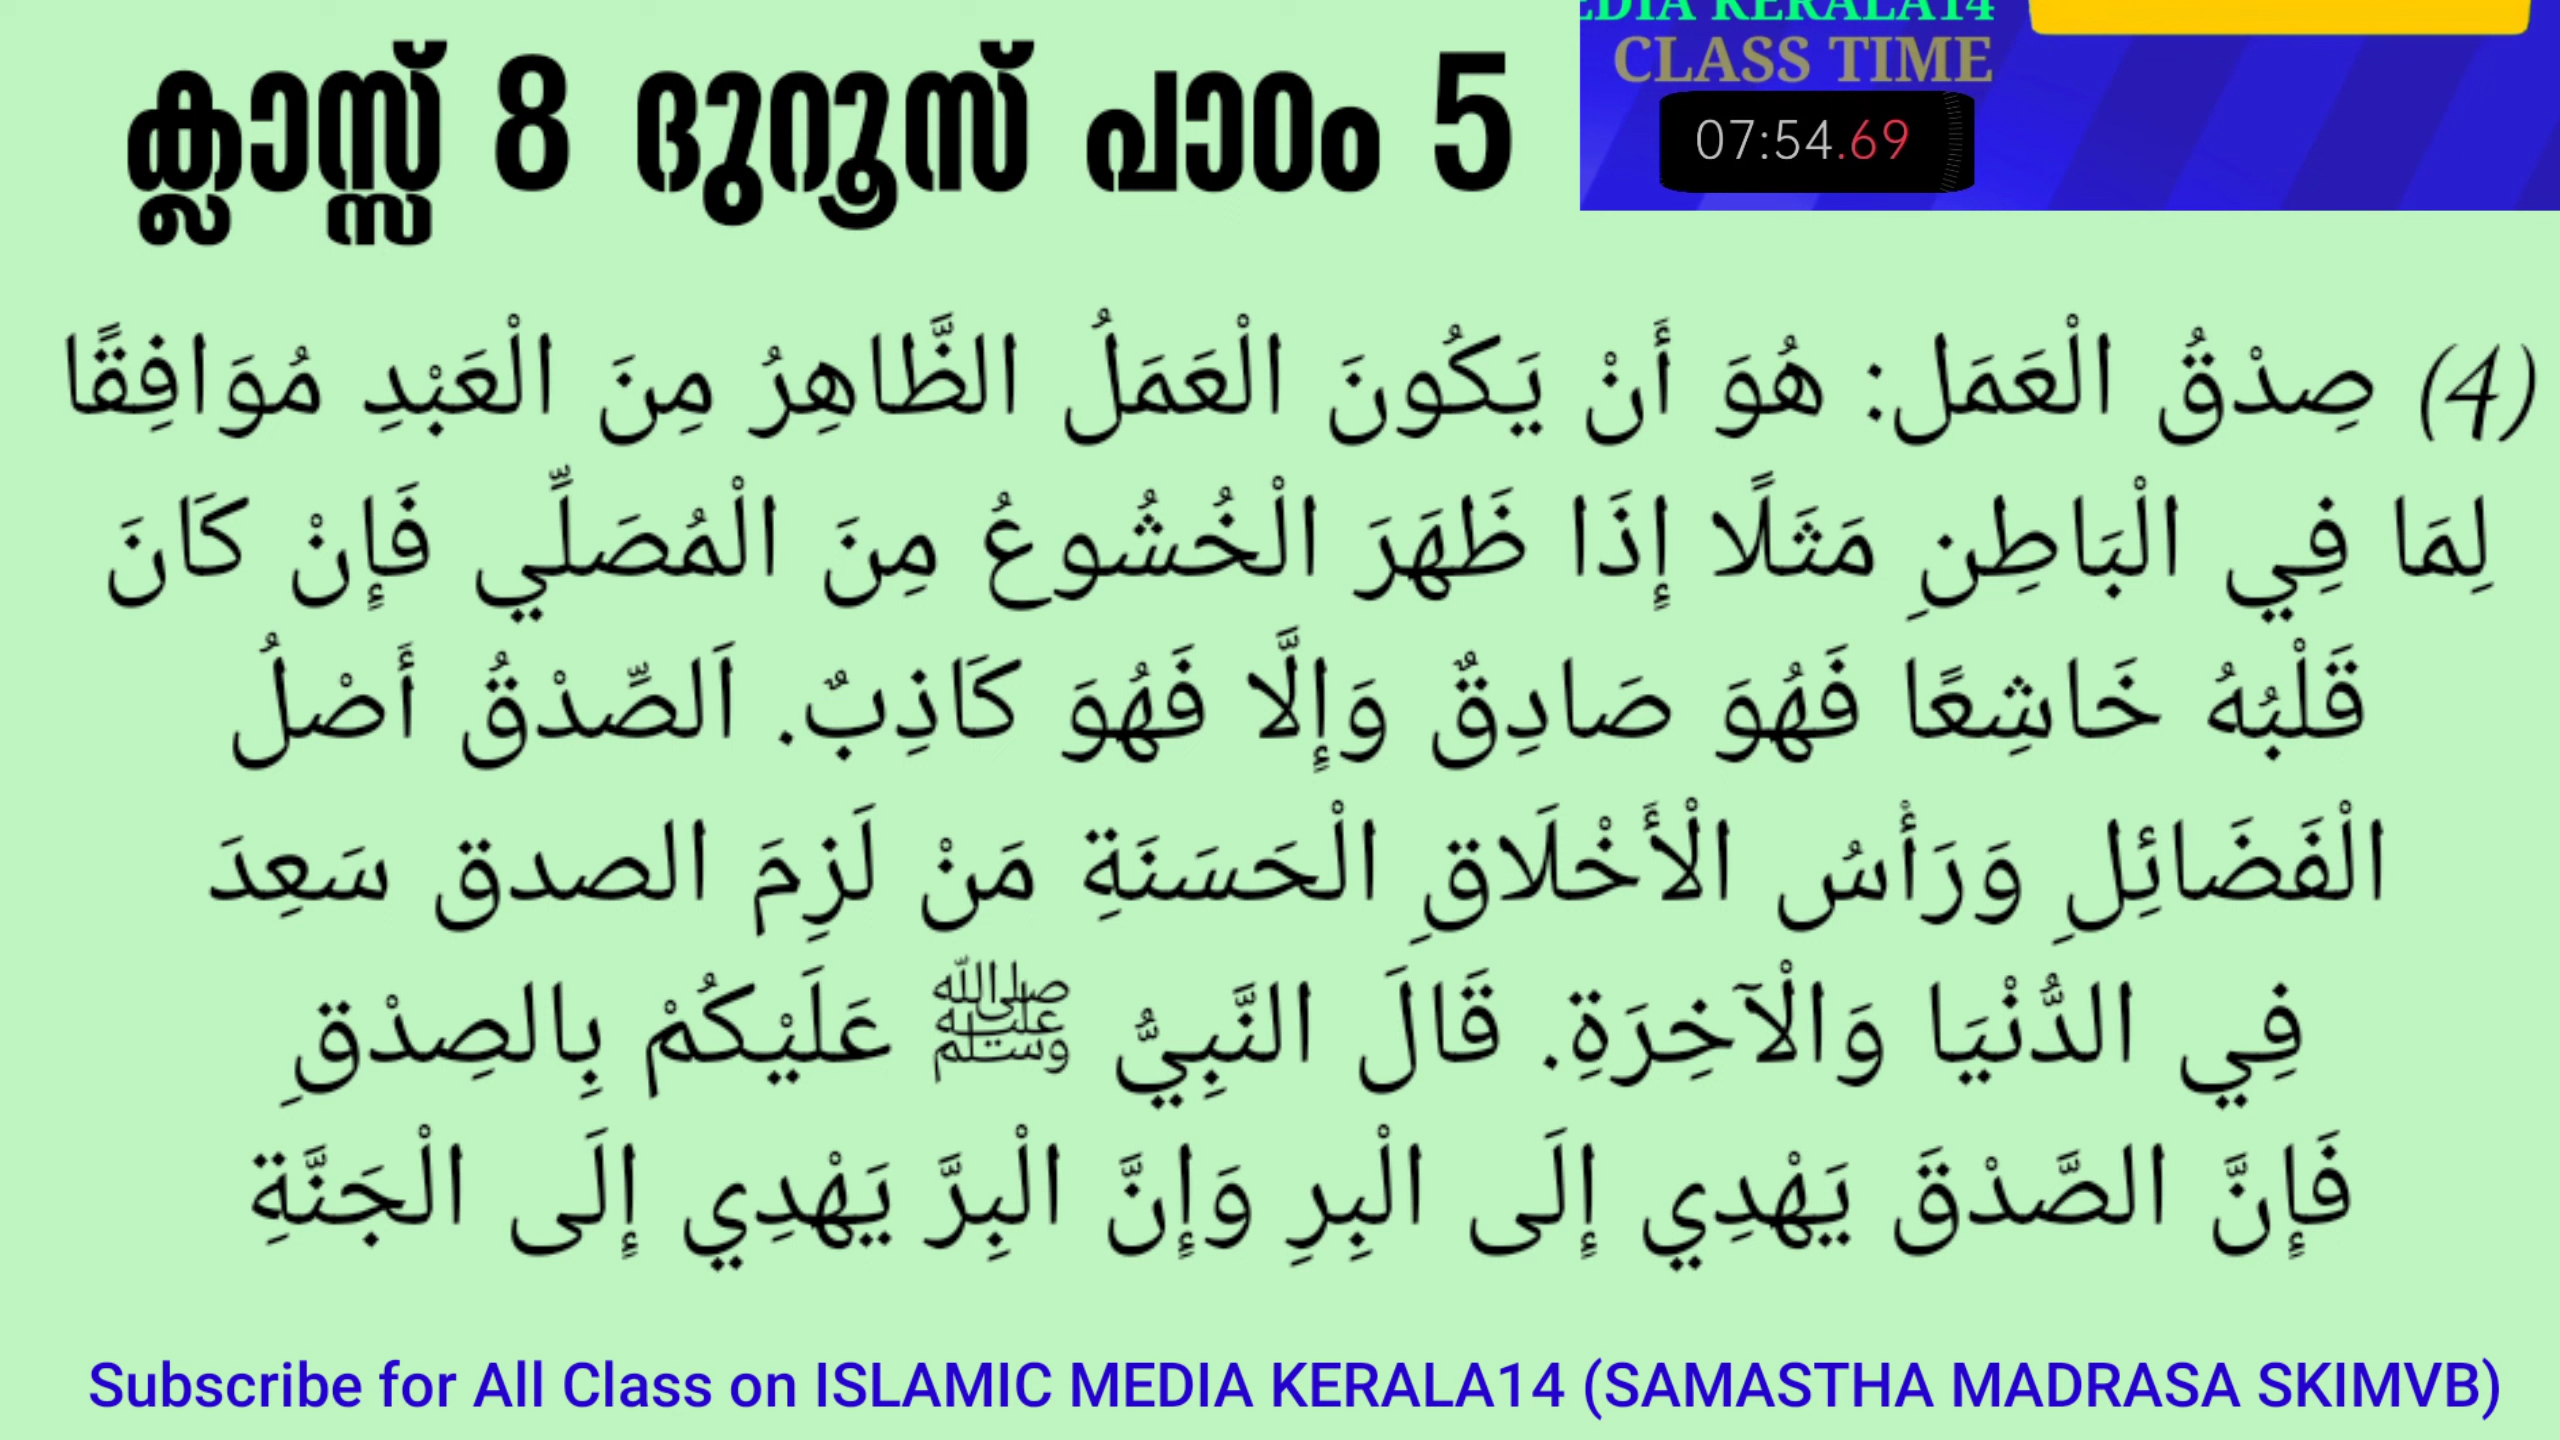 ക്ലാസ്സ് 8 ദുറൂസ് പാഠം 5
EDIA KERALA14
CLASS TIME
07:54.69
(4) صِدْقُ الْعَمَل: هُوَ أَنْ يَكُونَ الْعَمَلُ الظَّاهِرُ مِنَ الْعَبْدِ مُوَافِقًا
لِمَا فِي الْبَاطِنِ مَثَلًا إِذَا ظَهَرَ الْخُشُوعُ مِنَ الْمُصَلِّي فَإِنْ كَانَ
قَلْبُهُ خَاشِعًا فَهُوَ صَادِقٌ وَإِلَّا فَهُوَ كَاذِبٌ. اَلصِّدْقُ أَصْلُ
الْفَضَائِلِ وَرَأْسُ الْأَخْلَاقِ الْحَسَنَةِ مَنْ لَزِمَ الصدق سَعِدَ
فِي الدُّنْيَا وَالْآخِرَةِ. قَالَ النَّبِيُّ ﷺ عَلَيْكُمْ بِالصِدْقِ
فَإِنَّ الصَّدْقَ يَهْدِي إِلَى الْبِرِ وَإِنَّ الْبِرَّ يَهْدِي إِلَى الْجَنَّةِ
Subscribe for All Class on ISLAMIC MEDIA KERALA14 (SAMASTHA MADRASA SKIMVB)